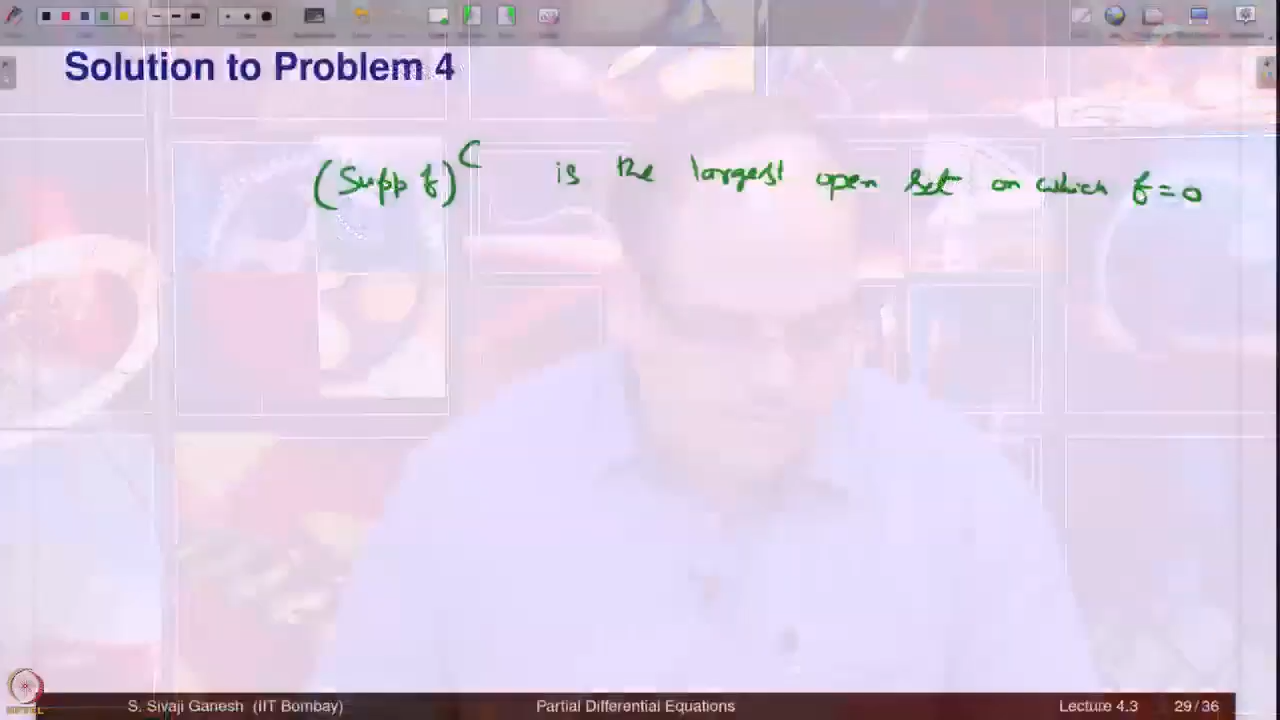 Solution to Problem 4
(Supp f)^C is the largest open set on which f = 0
S. Sivaji Ganesh (IIT Bombay) Partial Differential Equations Lecture 4.3 29 / 36